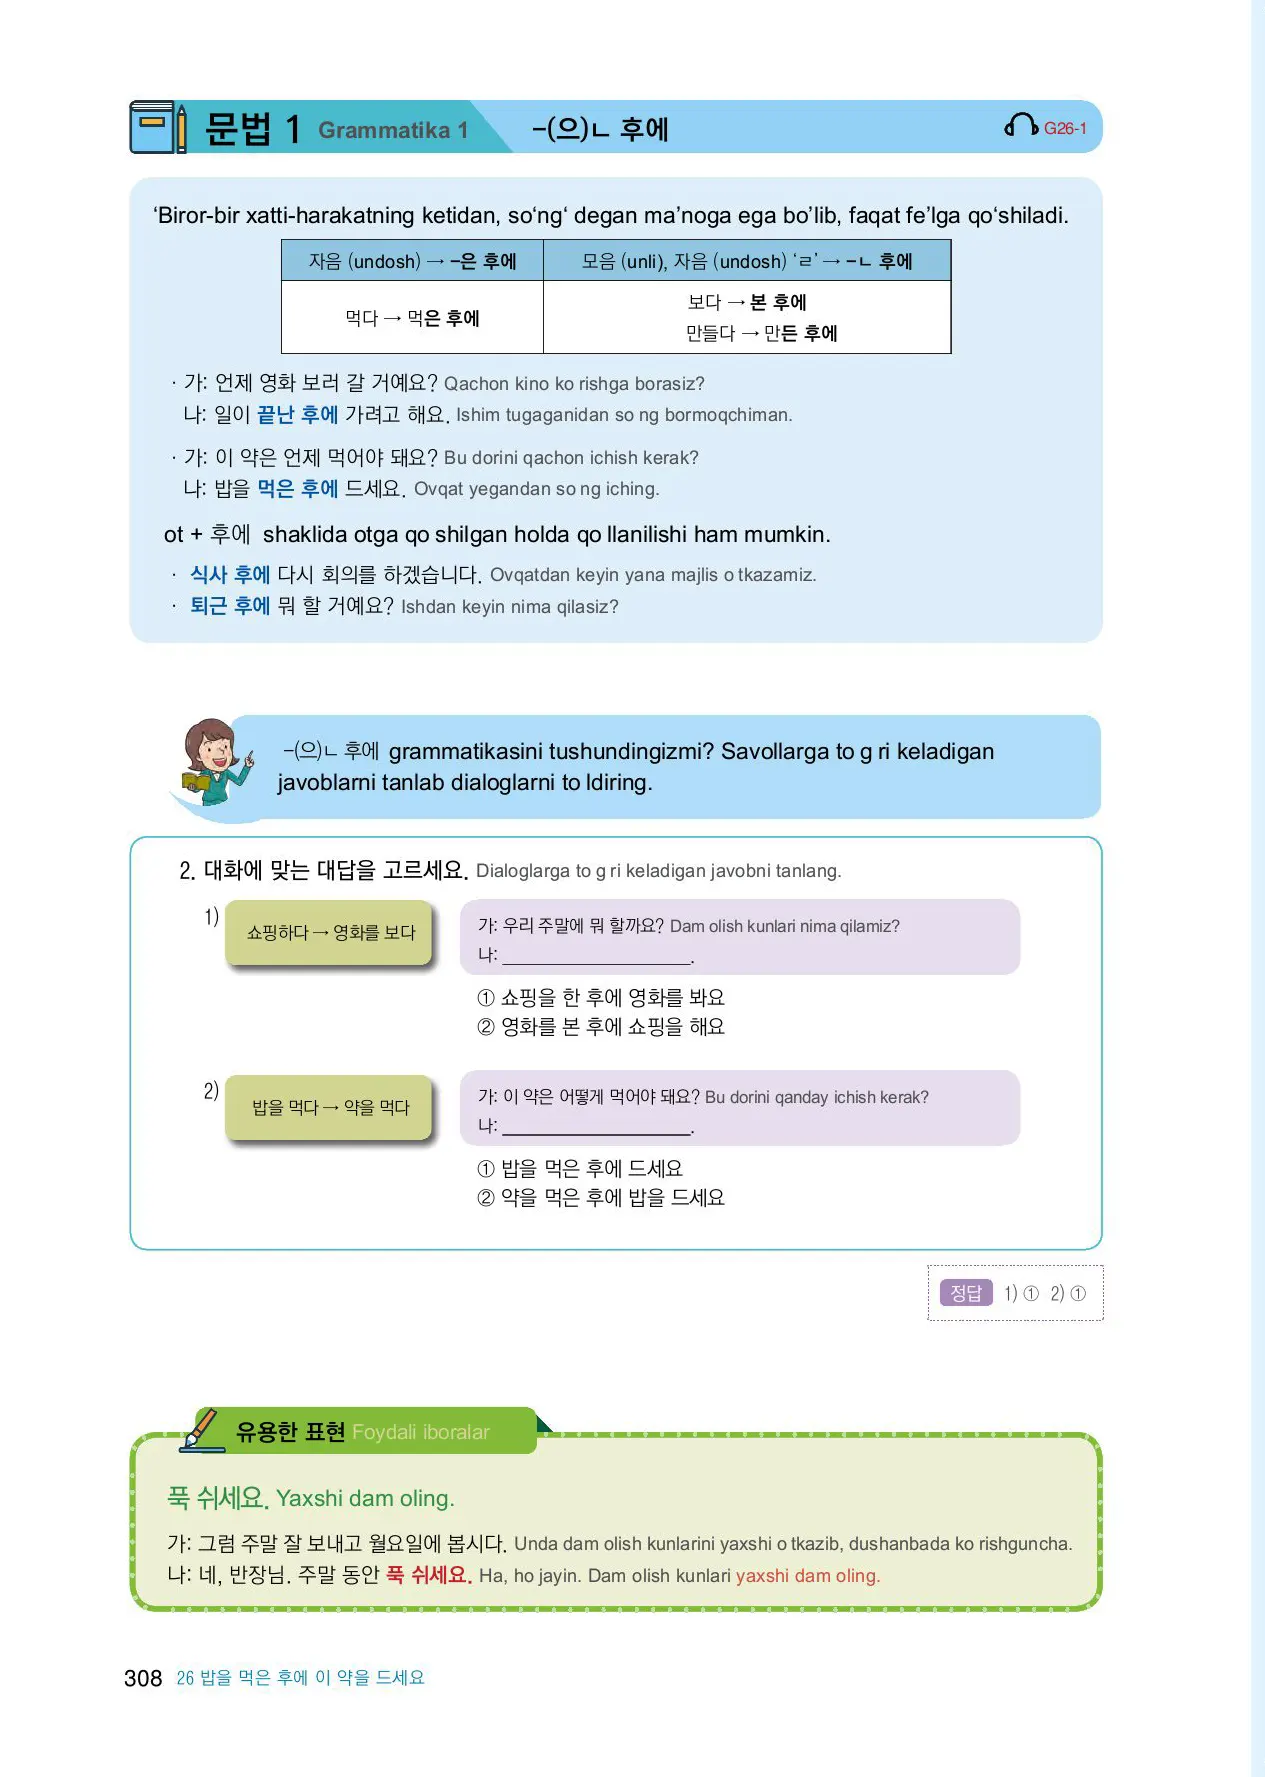 문법 1 Grammatika 1 -(으)ㄴ 후에 G26-1
‘Biror-bir xatti-harakatning ketidan, so‘ng‘ degan ma’noga ega bo’lib, faqat fe’lga qo‘shiladi.
자음 (undosh) → -은 후에 모음 (unli), 자음 (undosh) ‘ㄹ’ → -ㄴ 후에
먹다 → 먹은 후에
보다 → 본 후에
만들다 → 만든 후에
· 가: 언제 영화 보러 갈 거예요? Qachon kino ko rishga borasiz?
나: 일이 끝난 후에 가려고 해요. Ishim tugaganidan so ng bormoqchiman.
· 가: 이 약은 언제 먹어야 돼요? Bu dorini qachon ichish kerak?
나: 밥을 먹은 후에 드세요. Ovqat yegandan so ng iching.
ot + 후에 shaklida otga qo shilgan holda qo llanilishi ham mumkin.
· 식사 후에 다시 회의를 하겠습니다. Ovqatdan keyin yana majlis o tkazamiz.
· 퇴근 후에 뭐 할 거예요? Ishdan keyin nima qilasiz?
-(으)ㄴ 후에 grammatikasini tushundingizmi? Savollarga to g ri keladigan
javoblarni tanlab dialoglarni to ldiring.
2. 대화에 맞는 대답을 고르세요. Dialoglarga to g ri keladigan javobni tanlang.
1) 쇼핑하다 → 영화를 보다
가: 우리 주말에 뭐 할까요? Dam olish kunlari nima qilamiz?
나: ____________________.
① 쇼핑을 한 후에 영화를 봐요
② 영화를 본 후에 쇼핑을 해요
2) 밥을 먹다 → 약을 먹다
가: 이 약은 어떻게 먹어야 돼요? Bu dorini qanday ichish kerak?
나: ____________________.
① 밥을 먹은 후에 드세요
② 약을 먹은 후에 밥을 드세요
정답 1) ① 2) ①
유용한 표현 Foydali iboralar
푹 쉬세요. Yaxshi dam oling.
가: 그럼 주말 잘 보내고 월요일에 봅시다. Unda dam olish kunlarini yaxshi o tkazib, dushanbada ko rishguncha.
나: 네, 반장님. 주말 동안 푹 쉬세요. Ha, ho jayin. Dam olish kunlari yaxshi dam oling.
308 26 밥을 먹은 후에 이 약을 드세요